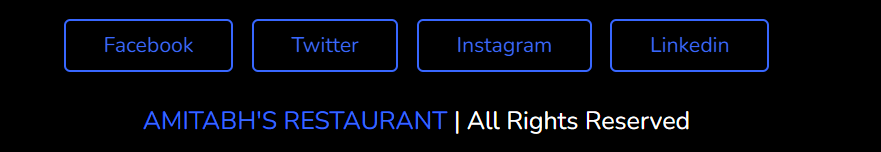 Facebook Twitter Instagram Linkedin
AMITABH'S RESTAURANT | All Rights Reserved